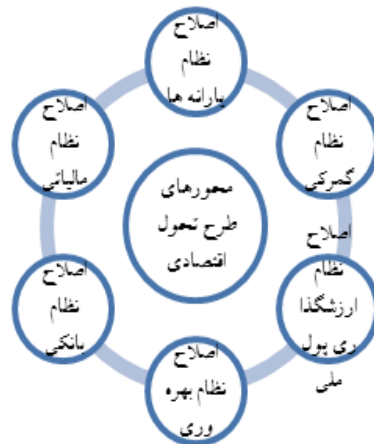 اصلاح
نظام
یارانه ها
اصلاح
نظام
گمرکی
اصلاح
نظام
ارزشگذا
ری پول
ملی
اصلاح
نظام بهره
وری
اصلاح
نظام
بانکی
اصلاح
نظام
مالیاتی
محورهای
طرح تحول
اقتصادی